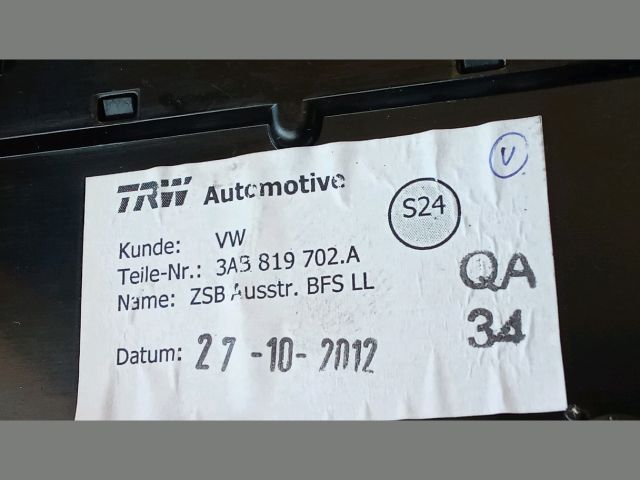 V
TRW Automotive
S24
Kunde: VW
Teile-Nr.: 3AB 819 702.A
Name: ZSB Ausstr. BFS LL
QA
34
Datum: 27-10-2012